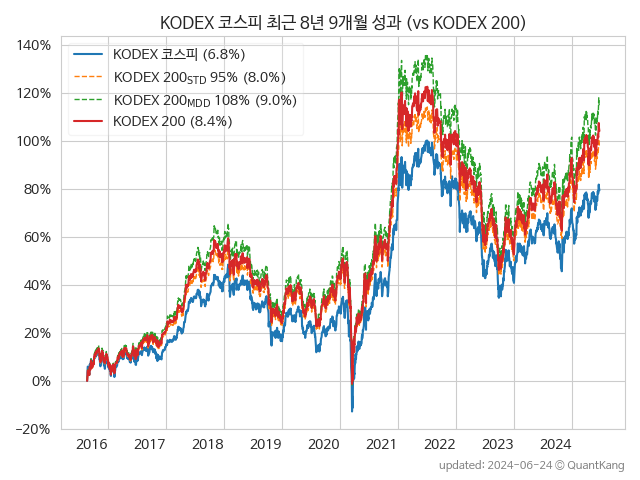 KODEX 코스피 최근 8년 9개월 성과 (vs KODEX 200)
140%
120%
100%
80%
60%
40%
20%
0%
−20%
KODEX 코스피 (6.8%)
KODEX 200STD 95% (8.0%)
KODEX 200MDD 108% (9.0%)
KODEX 200 (8.4%)
2016 2017 2018 2019 2020 2021 2022 2023 2024
updated: 2024-06-24 © QuantKang